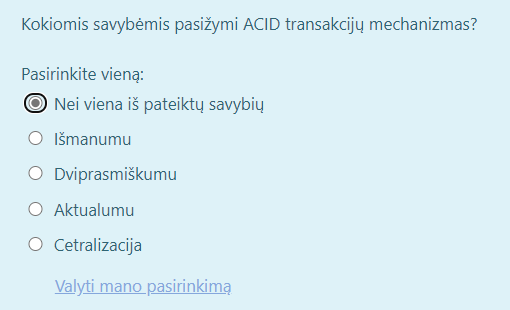 Kokiomis savybėmis pasižymi ACID transakcijų mechanizmas?
Pasirinkite vieną:
Nei viena iš pateiktų savybių
Išmanumu
Dviprasmiškumu
Aktualumu
Cetralizacija
Valyti mano pasirinkimą